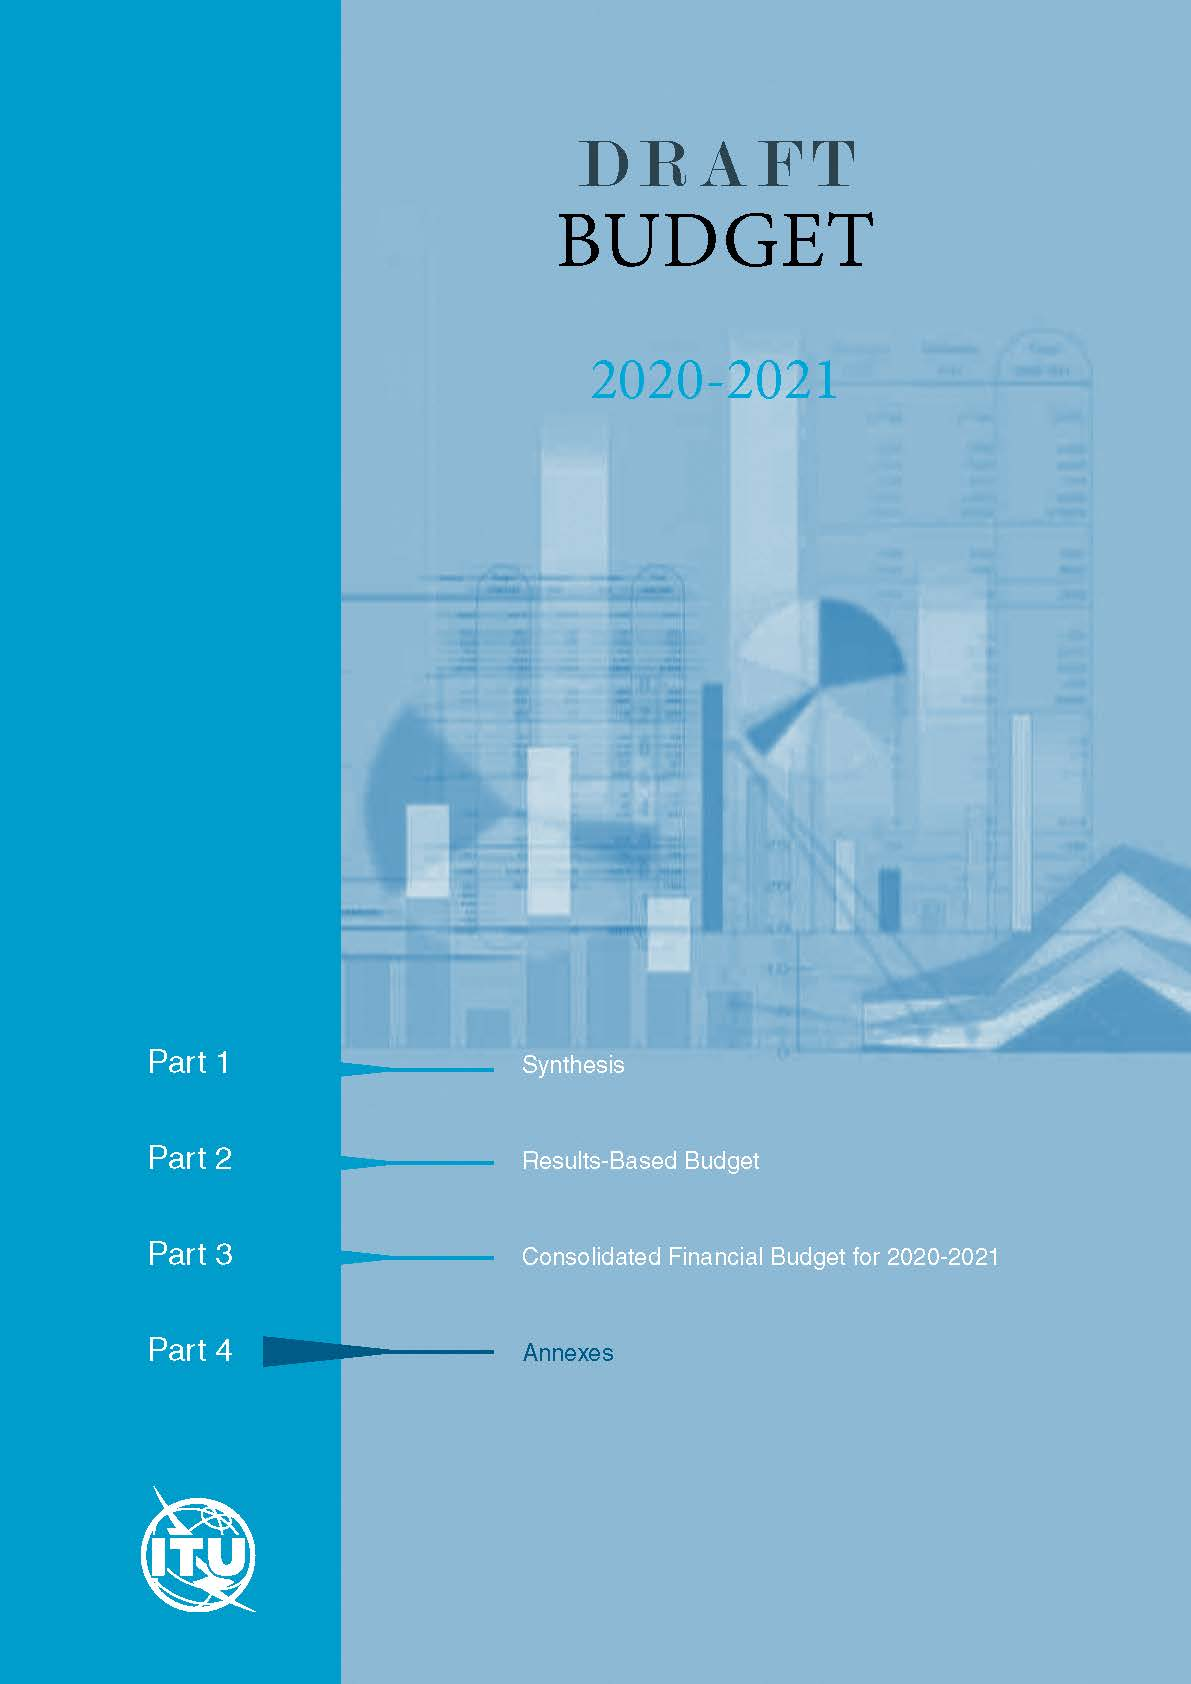 DRAFT
BUDGET
2020-2021
Part 1 Synthesis
Part 2 Results-Based Budget
Part 3 Consolidated Financial Budget for 2020-2021
Part 4 Annexes
ITU